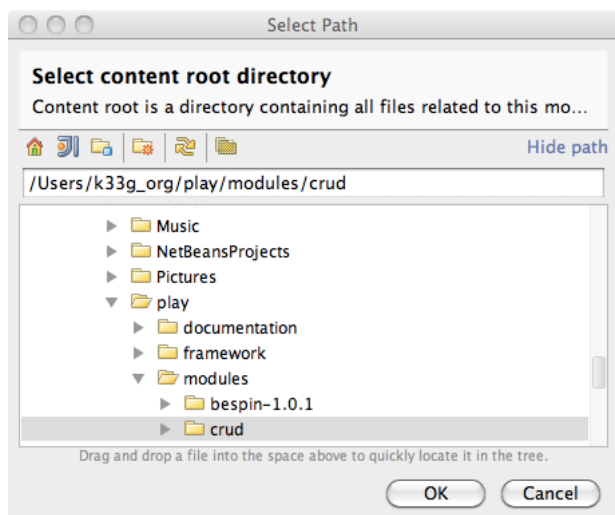 Select Path
Select content root directory
Content root is a directory containing all files related to this mo...
Hide path
/Users/k33g_org/play/modules/crud
Music
NetBeansProjects
Pictures
play
documentation
framework
modules
bespin-1.0.1
crud
Drag and drop a file into the space above to quickly locate it in the tree.
OK Cancel